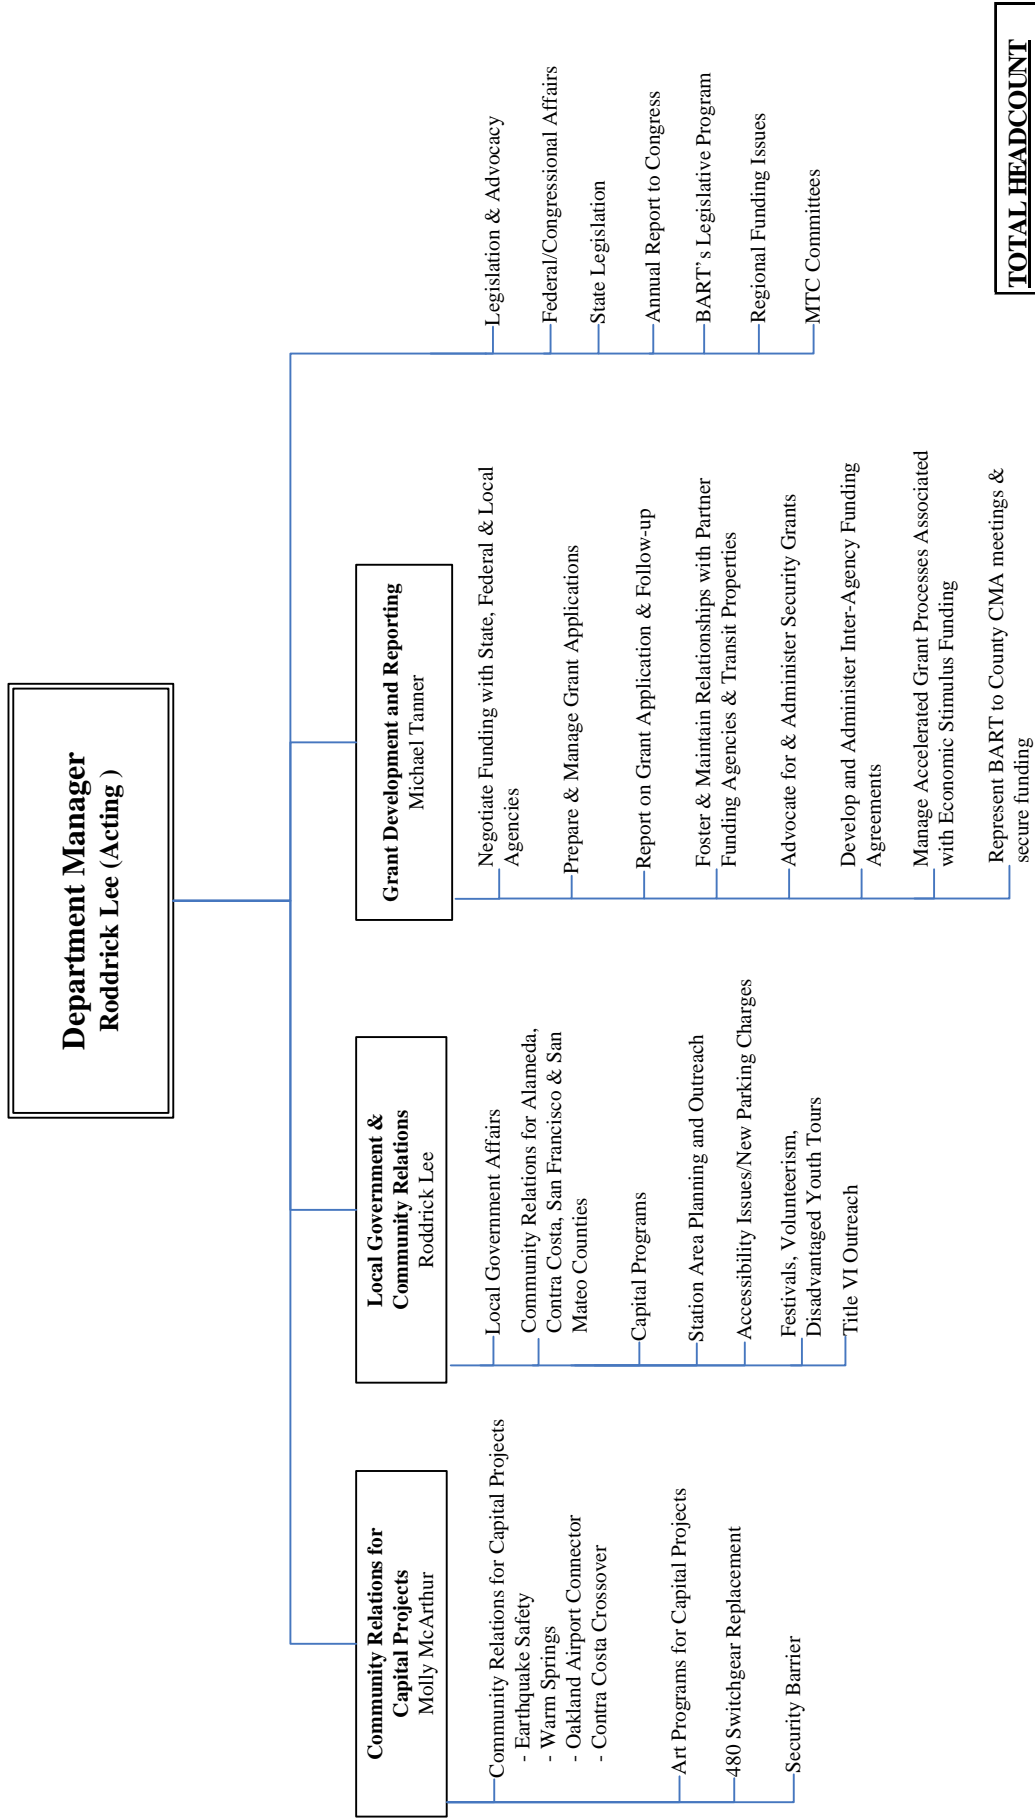 Department Manager
Roddrick Lee (Acting )
Community Relations for
Capital Projects
Molly McArthur
Community Relations for Capital Projects
- Earthquake Safety
- Warm Springs
- Oakland Airport Connector
- Contra Costa Crossover
Art Programs for Capital Projects
480 Switchgear Replacement
Security Barrier
Local Government &
Community Relations
Roddrick Lee
Local Government Affairs
Community Relations for Alameda,
Contra Costa, San Francisco & San
Mateo Counties
Capital Programs
Station Area Planning and Outreach
Accessibility Issues/New Parking Charges
Festivals, Volunteerism,
Disadvantaged Youth Tours
Title VI Outreach
Grant Development and Reporting
Michael Tanner
Negotiate Funding with State, Federal & Local
Agencies
Prepare & Manage Grant Applications
Report on Grant Application & Follow-up
Foster & Maintain Relationships with Partner
Funding Agencies & Transit Properties
Advocate for & Administer Security Grants
Develop and Administer Inter-Agency Funding
Agreements
Manage Accelerated Grant Processes Associated
with Economic Stimulus Funding
Represent BART to County CMA meetings &
secure funding
Legislation & Advocacy
Federal/Congressional Affairs
State Legislation
Annual Report to Congress
BART's Legislative Program
Regional Funding Issues
MTC Committees
TOTAL HEADCOUNT